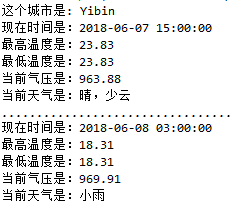 这个城市是: Yibin
现在时间是: 2018-06-07 15:00:00
最高温度是: 23.83
最低温度是: 23.83
当前气压是: 963.88
当前天气是: 晴，少云
..................................
现在时间是: 2018-06-08 03:00:00
最高温度是: 18.31
最低温度是: 18.31
当前气压是: 969.91
当前天气是: 小雨